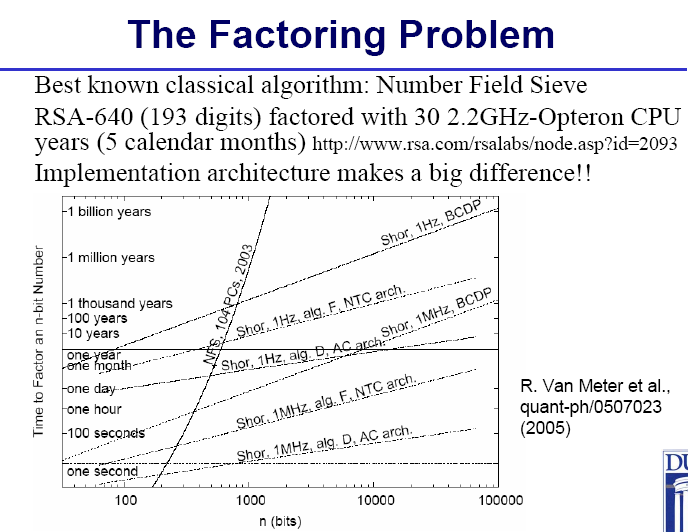 The Factoring Problem
Best known classical algorithm: Number Field Sieve
RSA-640 (193 digits) factored with 30 2.2GHz-Opteron CPU
years (5 calendar months) http://www.rsa.com/rsalabs/node.asp?id=2093
Implementation architecture makes a big difference!!
Time to Factor an n-bit Number
1 billion years
1 million years
1 thousand years
100 years
10 years
one year
one month
one day
one hour
100 seconds
one second
NFS, 104 PCs, 2003
Shor, 1Hz, BCDP
Shor, 1Hz, alg. F, NTC arch.
Shor, 1MHz, BCDP
Shor, 1Hz, alg. D, AC arch.
Shor, 1MHz, alg. F, NTC arch.
Shor, 1MHz, alg. D, AC arch.
100
1000
10000
100000
n (bits)
R. Van Meter et al.,
quant-ph/0507023
(2005)